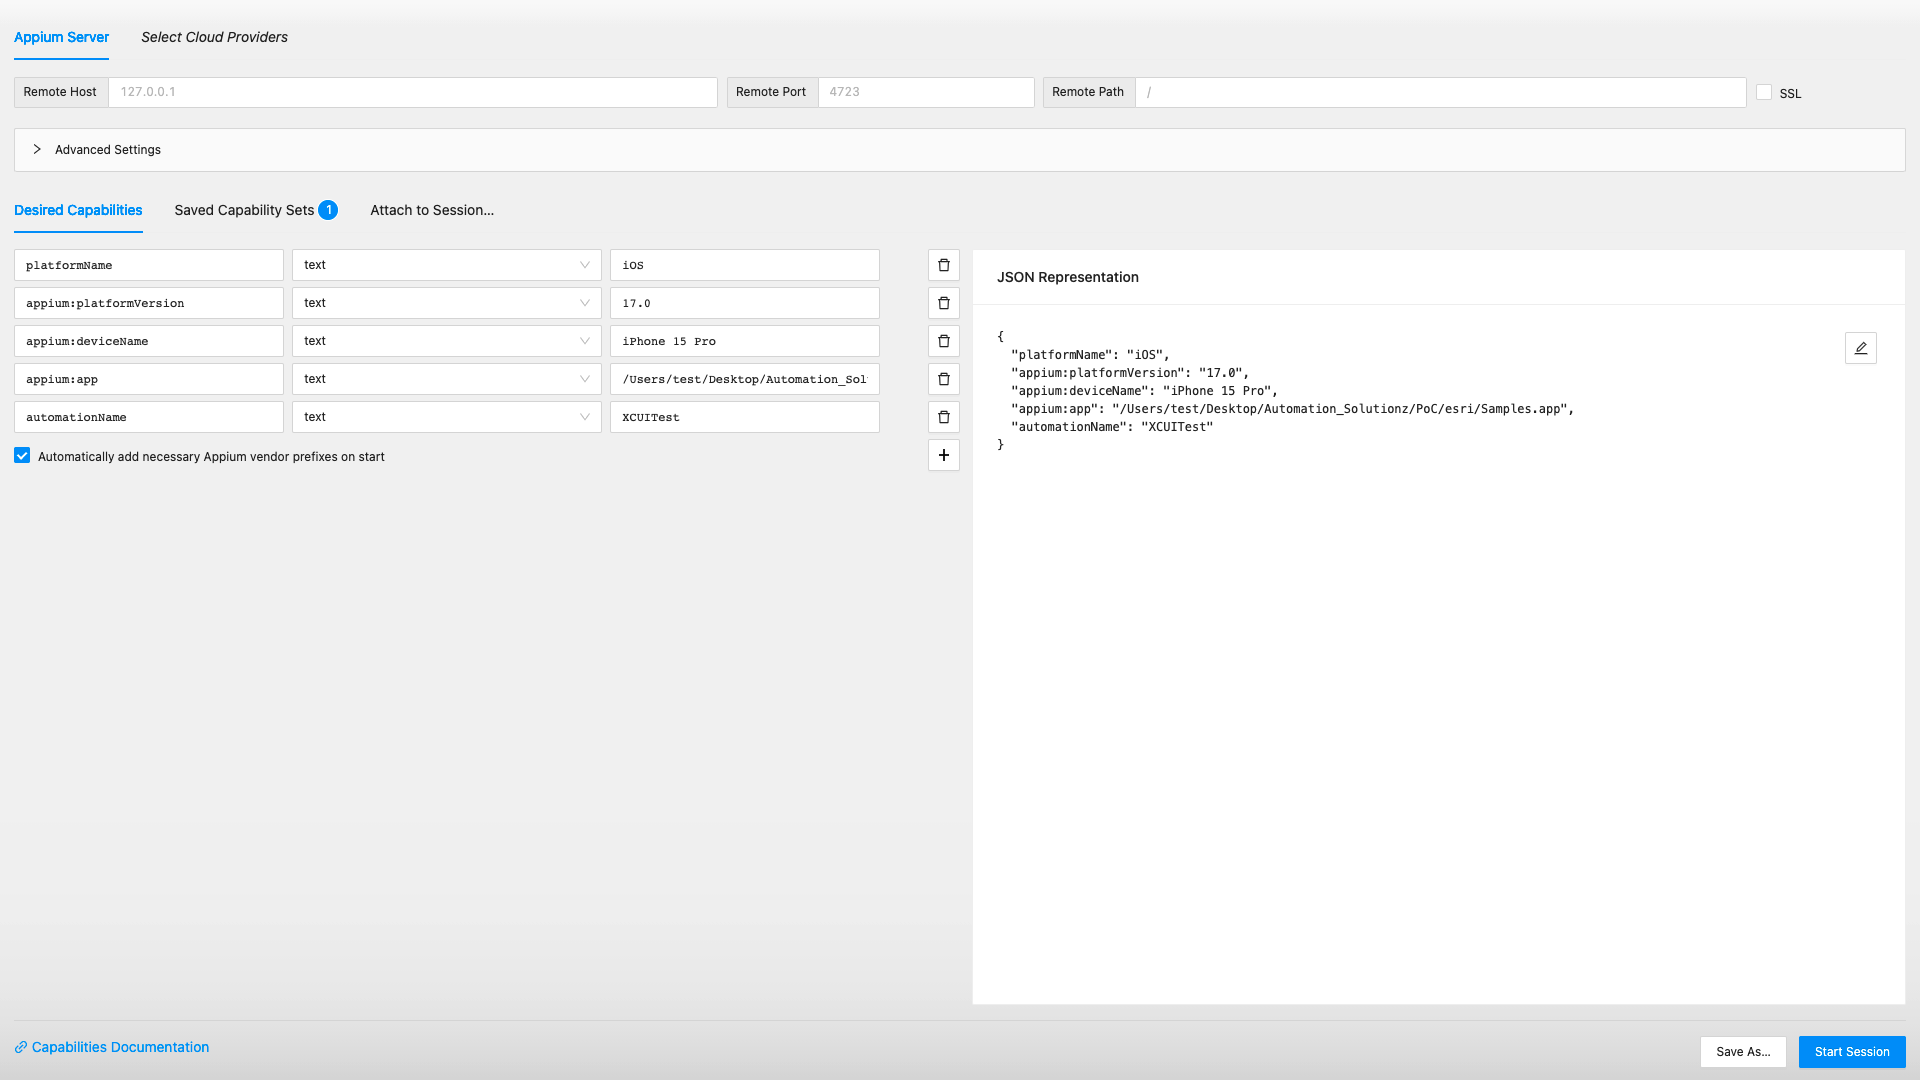 Appium Server
Select Cloud Providers
Remote Host
127.0.0.1
Remote Port
4723
Remote Path
/
SSL
Advanced Settings
Desired Capabilities
Saved Capability Sets 1
Attach to Session...
platformName
text
iOS
appium:platformVersion
text
17.0
appium:deviceName
text
iPhone 15 Pro
appium:app
text
/Users/test/Desktop/Automation_Sol
automationName
text
XCUITest
Automatically add necessary Appium vendor prefixes on start
JSON Representation
{
"platformName": "iOS",
"appium:platformVersion": "17.0",
"appium:deviceName": "iPhone 15 Pro",
"appium:app": "/Users/test/Desktop/Automation_Solutionz/PoC/esri/Samples.app",
"automationName": "XCUITest"
}
Capabilities Documentation
Save As...
Start Session